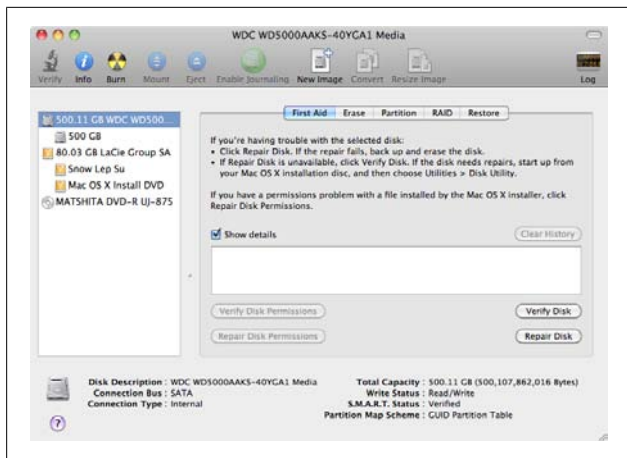 WDC WD5000AAKS-40YGA1 Media
Verify Info Burn Mount Eject Enable Journaling New Image Convert Resize Image Log
500.11 GB WDC WD500...
500 GB
80.03 GB LaCie Group SA
Snow Lep Su
Mac OS X Install DVD
MATSHITA DVD-R UJ-875
First Aid Erase Partition RAID Restore
If you're having trouble with the selected disk:
• Click Repair Disk. If the repair fails, back up and erase the disk.
• If Repair Disk is unavailable, click Verify Disk. If the disk needs repairs, start up from
your Mac OS X installation disc, and then choose Utilities > Disk Utility.
If you have a permissions problem with a file installed by the Mac OS X installer, click
Repair Disk Permissions.
Show details
Clear History
Verify Disk Permissions
Verify Disk
Repair Disk Permissions
Repair Disk
Disk Description : WDC WD5000AAKS-40YGA1 Media
Connection Bus : SATA
Connection Type : Internal
Total Capacity : 500.11 GB (500,107,862,016 Bytes)
Write Status : Read/Write
S.M.A.R.T. Status : Verified
Partition Map Scheme : GUID Partition Table
?